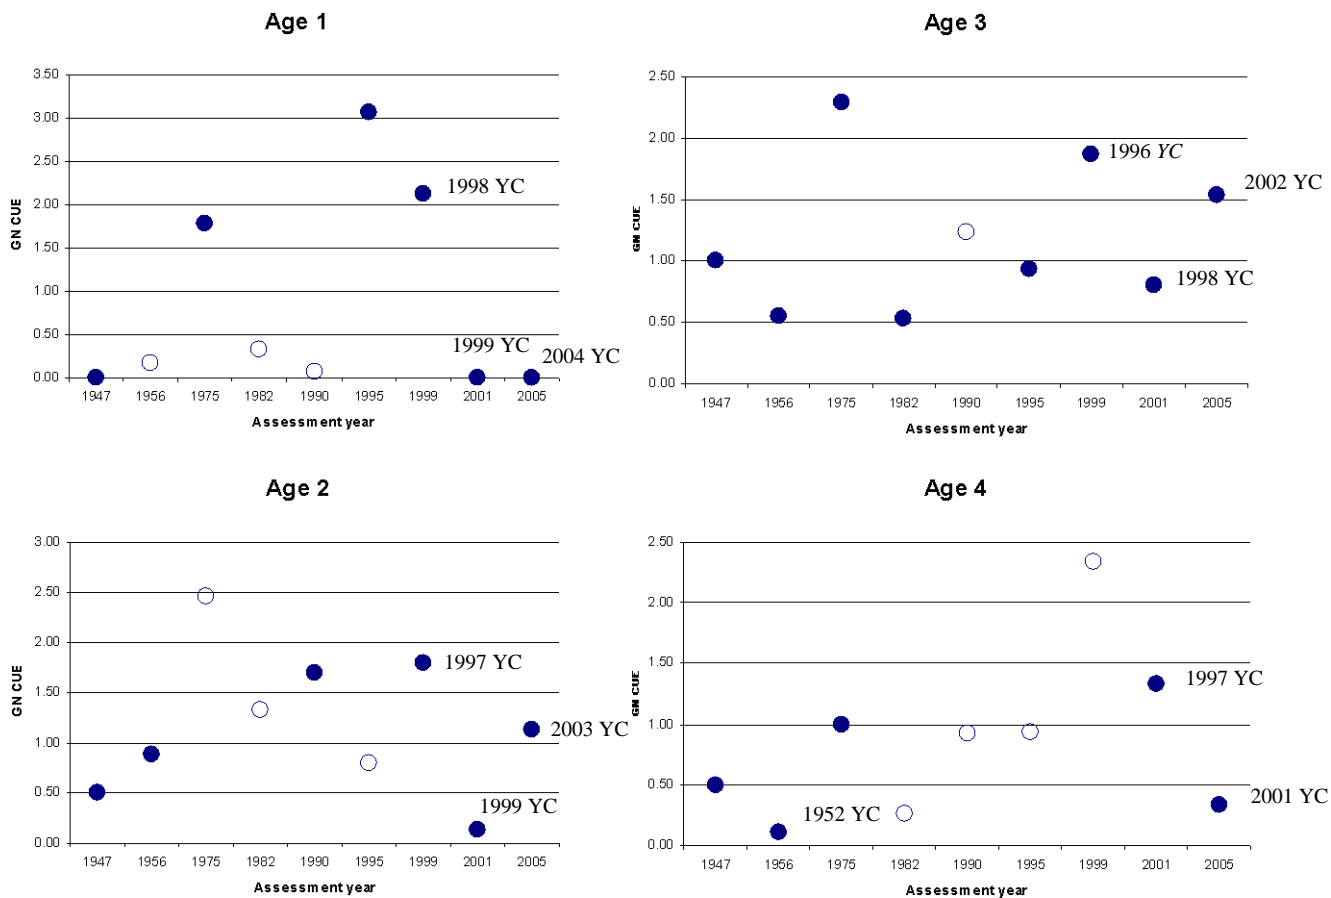 Age 1
3.50
3.00
2.50
2.00
1.50
1.00
0.50
0.00
GN CUE
1998 YC
1999 YC
2004 YC
1947 1956 1975 1982 1990 1995 1999 2001 2005
Assessment year
Age 3
2.50
2.00
1.50
1.00
0.50
0.00
GN CUE
1996 YC
2002 YC
1998 YC
1947 1956 1975 1982 1990 1995 1999 2001 2005
Assessment year
Age 2
3.00
2.50
2.00
1.50
1.00
0.50
0.00
GN CUE
1997 YC
2003 YC
1999 YC
1947 1956 1975 1982 1990 1995 1999 2001 2005
Assessment year
Age 4
2.50
2.00
1.50
1.00
0.50
0.00
GN CUE
1997 YC
1952 YC
2001 YC
1947 1956 1975 1982 1990 1995 1999 2001 2005
Assessment year